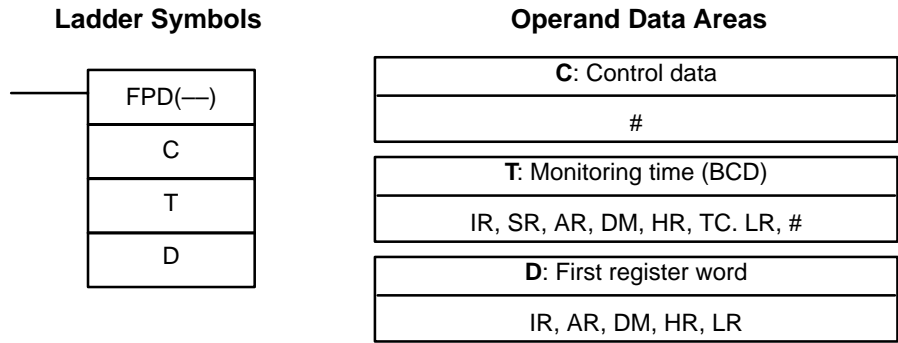 Ladder Symbols
FPD(––)
C
T
D
Operand Data Areas
C: Control data
#
T: Monitoring time (BCD)
IR, SR, AR, DM, HR, TC. LR, #
D: First register word
IR, AR, DM, HR, LR